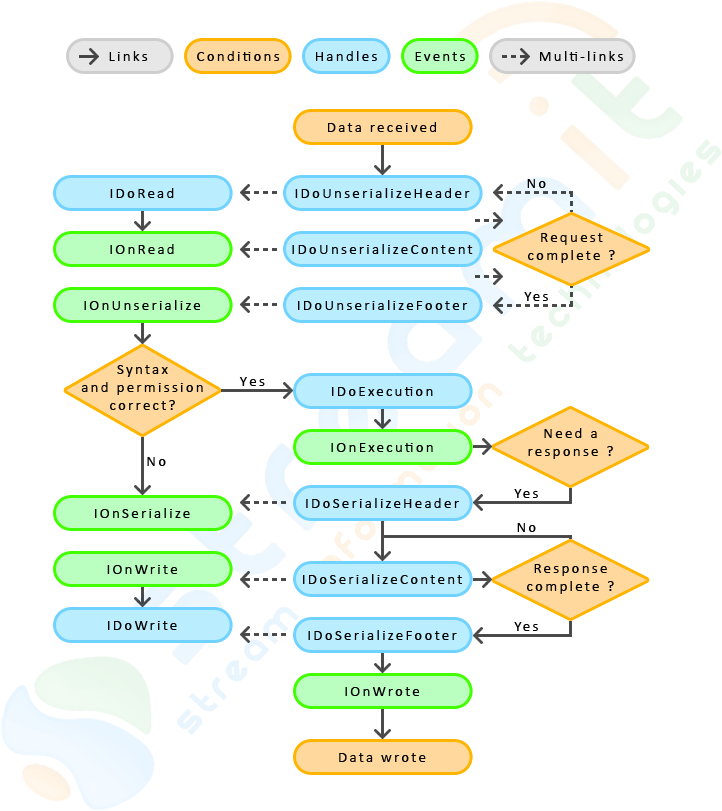 Links
Conditions
Handles
Events
Multi-links
Data received
IDoRead
IDoUnserializeHeader
No
IOnRead
IDoUnserializeContent
Request
complete ?
IOnUnserialize
IDoUnserializeFooter
Yes
Syntax
and permission
correct?
Yes
IDoExecution
No
IOnExecution
Need a
response ?
IOnSerialize
IDoSerializeHeader
Yes
No
IOnWrite
IDoSerializeContent
Response
complete ?
IDoWrite
IDoSerializeFooter
Yes
IOnWrote
Data wrote
streamit
stream information technologies